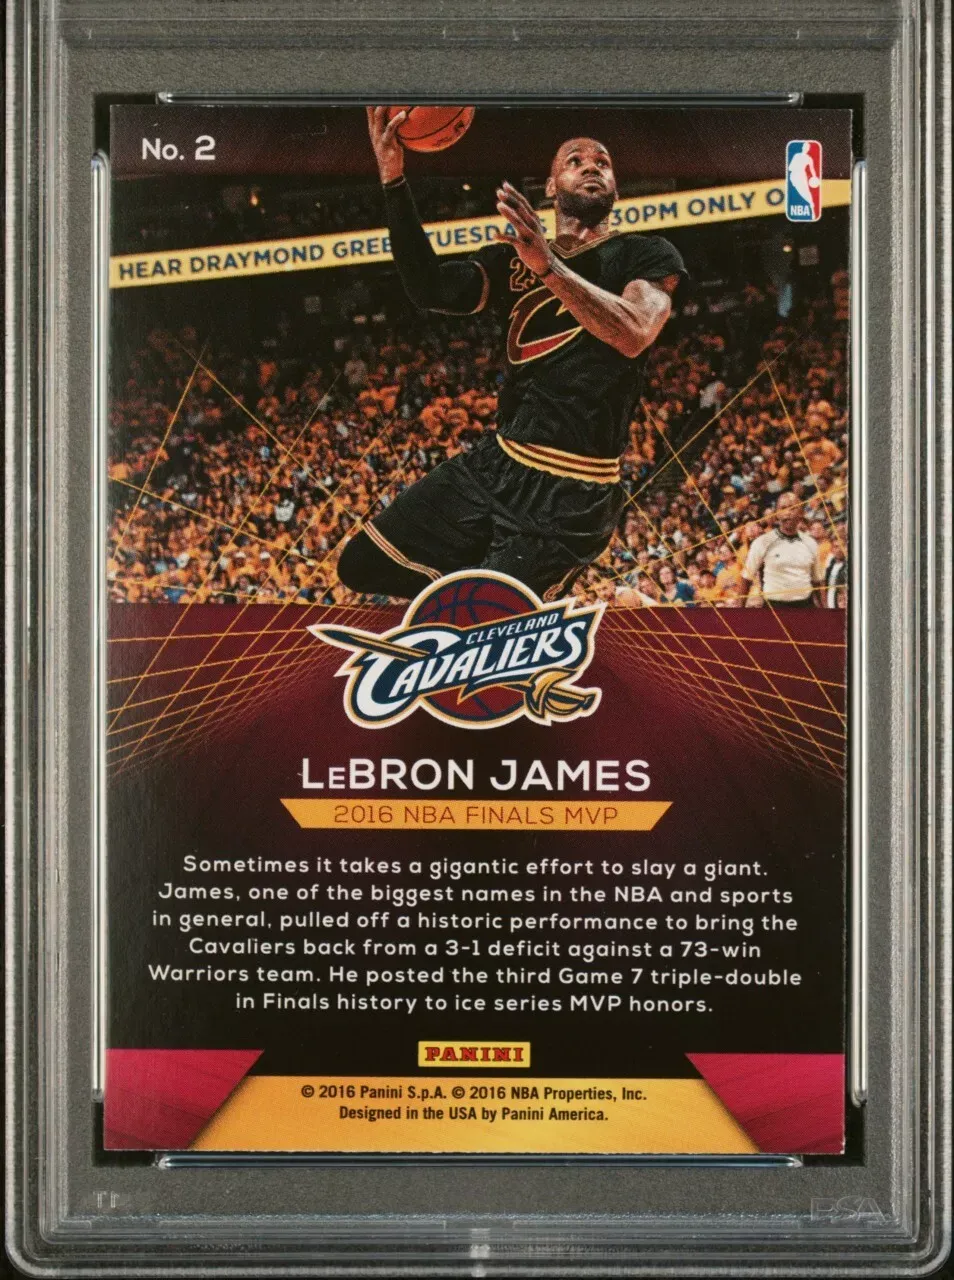 No. 2
NBA
HEAR DRAYMOND GREE TUESDA 30PM ONLY O
23
CLEVELAND
CAVALIERS
LeBRON JAMES
2016 NBA FINALS MVP
Sometimes it takes a gigantic effort to slay a giant.
James, one of the biggest names in the NBA and sports
in general, pulled off a historic performance to bring the
Cavaliers back from a 3-1 deficit against a 73-win
Warriors team. He posted the third Game 7 triple-double
in Finals history to ice series MVP honors.
PANINI
© 2016 Panini S.p.A. © 2016 NBA Properties, Inc.
Designed in the USA by Panini America.
PSA